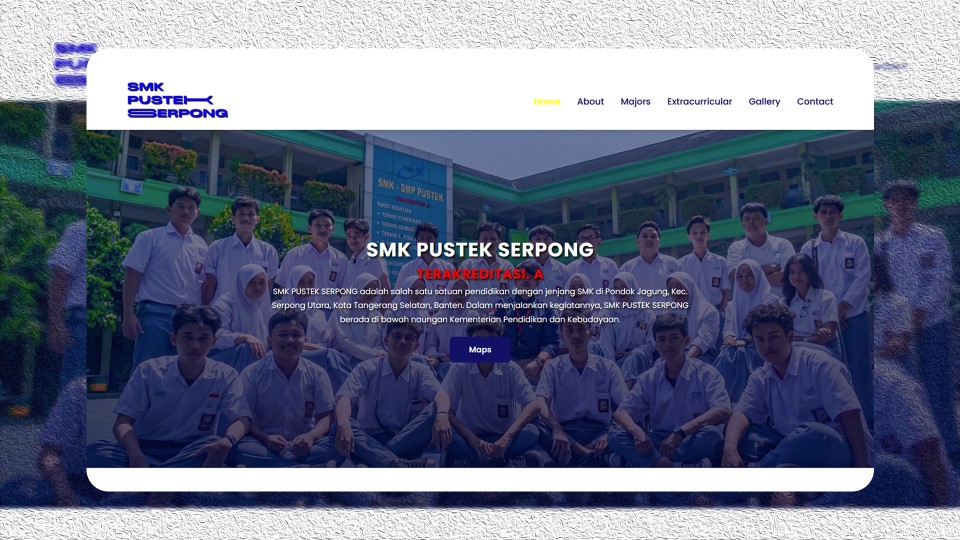 SMK
PUSTEK
SERPONG
Home
About
Majors
Extracurricular
Gallery
Contact
SMK - SMP PUSTEK
SMK PUSTEK SERPONG
TERAKREDITASI. A
SMK PUSTEK SERPONG adalah salah satu satuan pendidikan dengan jenjang SMK di Pondok Jagung, Kec.
Serpong Utara, Kota Tangerang Selatan, Banten. Dalam menjalankan kegiatannya, SMK PUSTEK SERPONG
berada di bawah naungan Kementerian Pendidikan dan Kebudayaan.
Maps